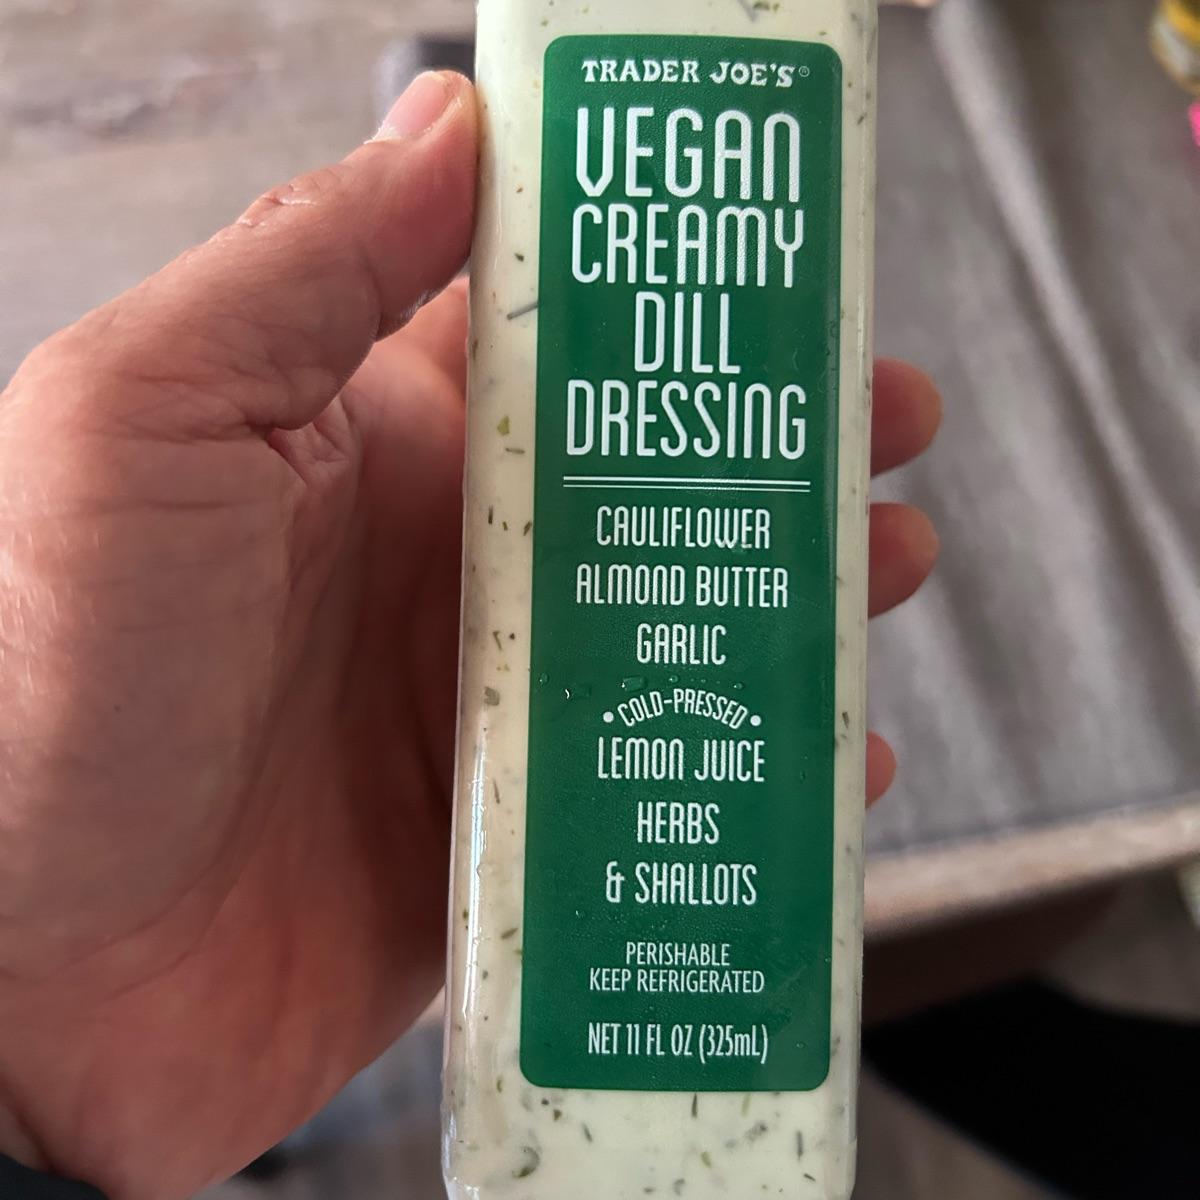 TRADER JOE'S®
VEGAN
CREAMY
DILL
DRESSING
CAULIFLOWER
ALMOND BUTTER
GARLIC
• COLD-PRESSED •
LEMON JUICE
HERBS
& SHALLOTS
PERISHABLE
KEEP REFRIGERATED
NET 11 FL OZ (325mL)